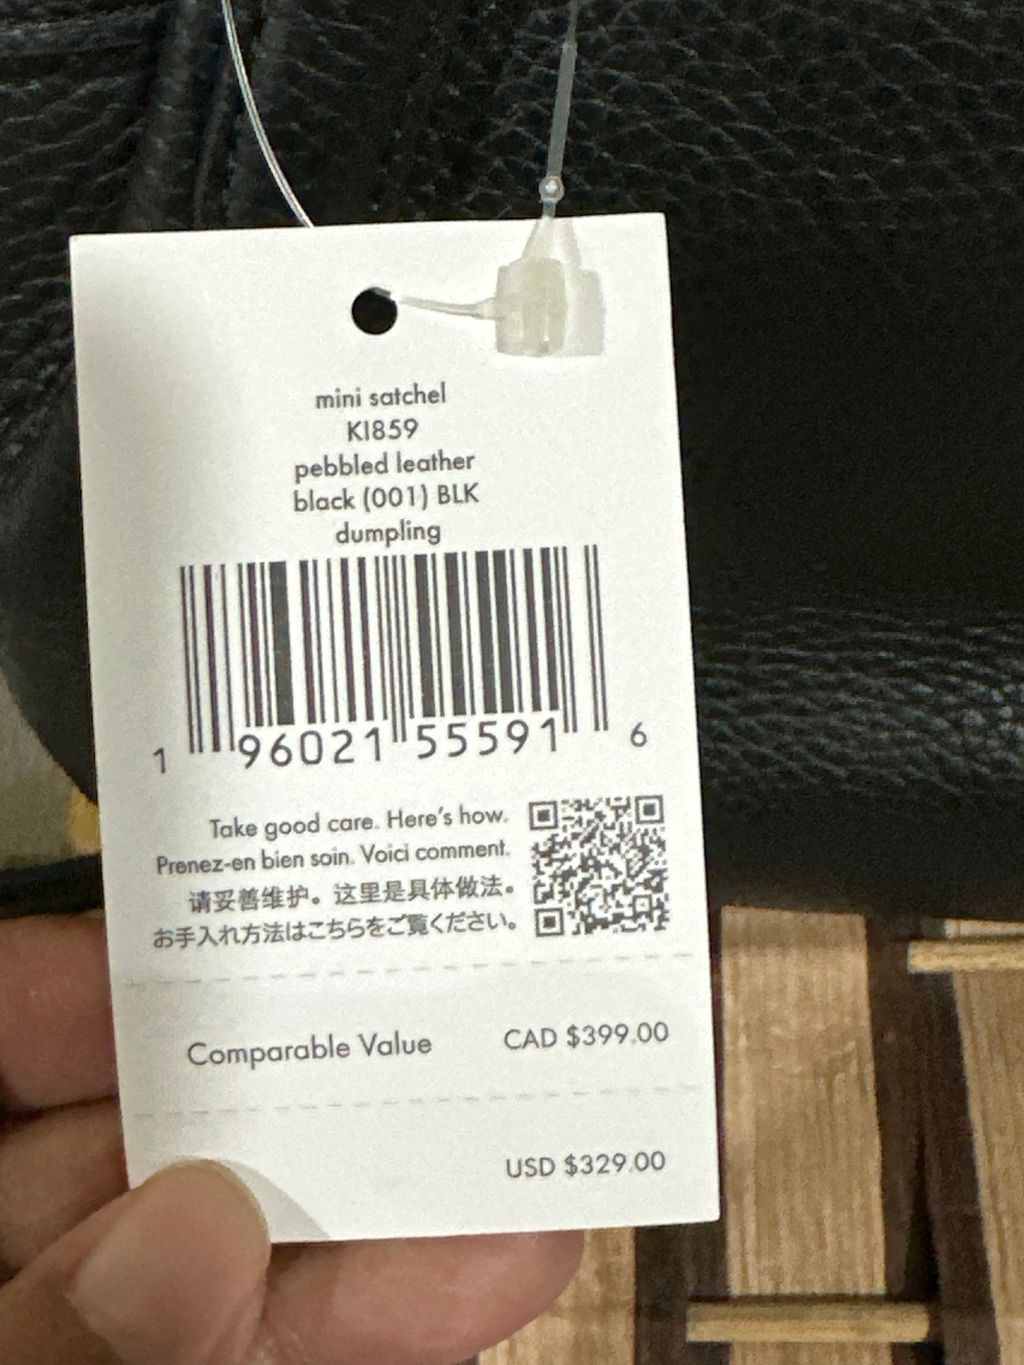 mini satchel
KI859
pebbled leather
black (001) BLK
dumpling
1 96021 55591 6
Take good care. Here's how.
Prenez-en bien soin. Voici comment.
请妥善维护。这里是具体做法。
お手入れ方法はこちらをご覧ください。
Comparable Value CAD $399.00
USD $329.00